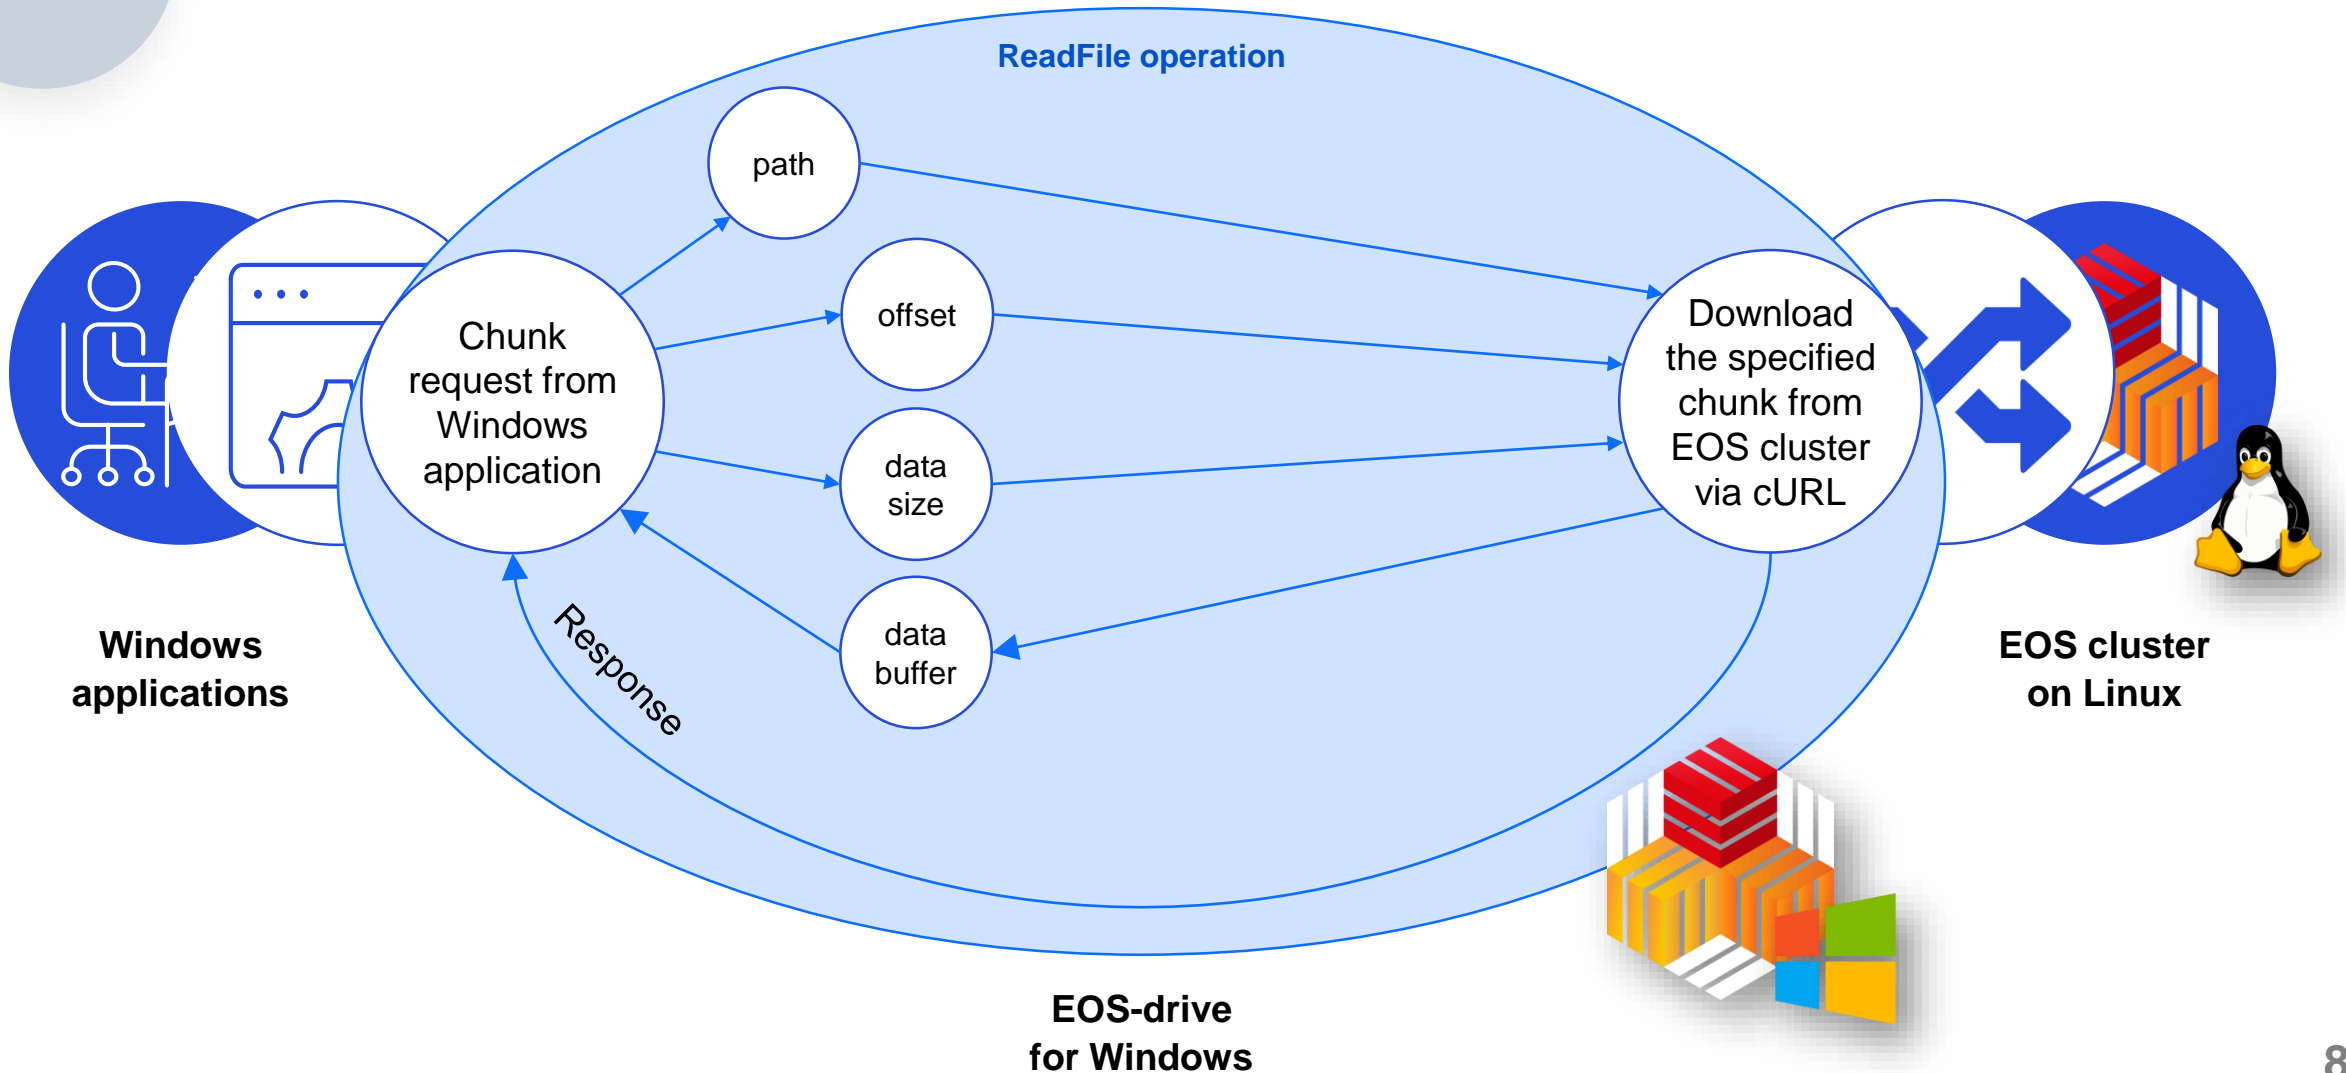 ReadFile operation
path
offset
data
size
data
buffer
Chunk
request from
Windows
application
Download
the specified
chunk from
EOS cluster
via cURL
Response
Windows
applications
EOS cluster
on Linux
EOS-drive
for Windows
8